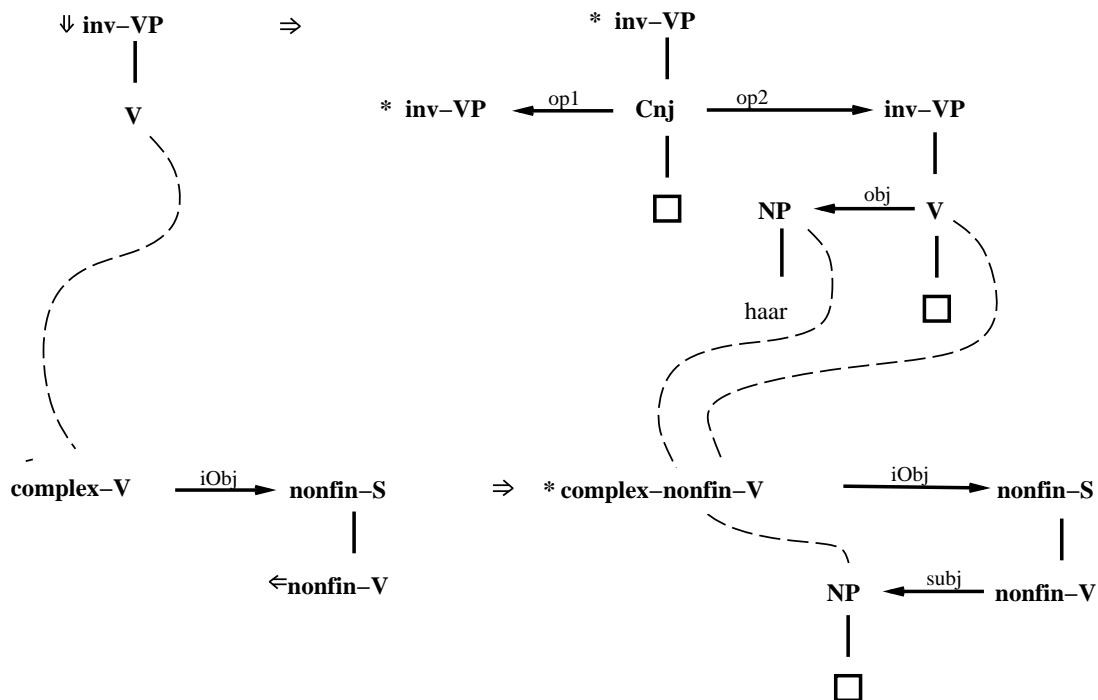 ⇓ inv–VP ⇒ * inv–VP
V * inv–VP op1 Cnj op2 inv–VP
NP obj V
haar
complex–V iObj nonfin–S ⇒ * complex–nonfin–V iObj nonfin–S
⇐nonfin–V NP subj nonfin–V